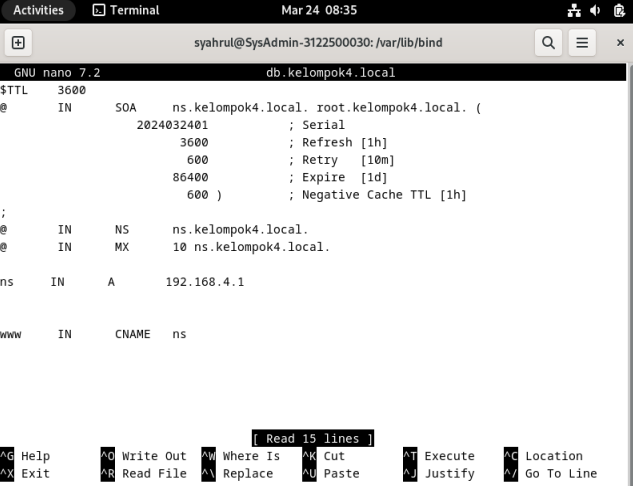 Activities Terminal Mar 24 08:35
syahrul@SysAdmin-3122500030: /var/lib/bind
GNU nano 7.2 db.kelompok4.local
$TTL 3600
@ IN SOA ns.kelompok4.local. root.kelompok4.local. (
2024032401 ; Serial
3600 ; Refresh [1h]
600 ; Retry [10m]
86400 ; Expire [1d]
600 ) ; Negative Cache TTL [1h]
;
@ IN NS ns.kelompok4.local.
@ IN MX 10 ns.kelompok4.local.
ns IN A 192.168.4.1
www IN CNAME ns
[ Read 15 lines ]
^G Help ^O Write Out ^W Where Is ^K Cut ^T Execute ^C Location
^X Exit ^R Read File ^\ Replace ^U Paste ^J Justify ^/ Go To Line